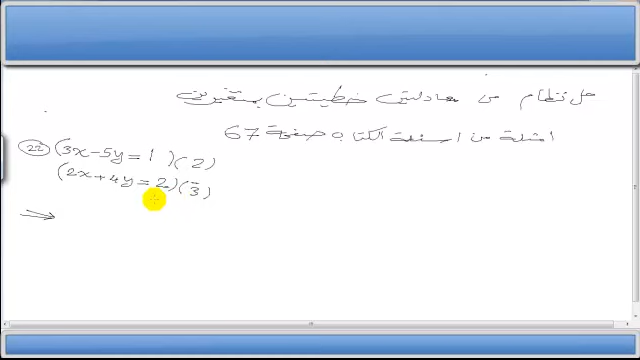 حل نظام من معادلتين خطيتين بمتغيرين
امثلة من اسئلة الكتاب صفحة 67
22 (3x-5y=1 )(2)
(2x+4y=2)(-3)
⇒